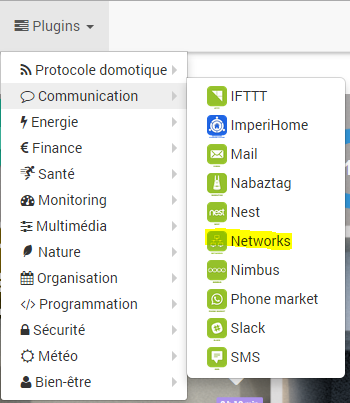 Plugins
Protocole domotique
Communication
Energie
Finance
Santé
Monitoring
Multimédia
Nature
Organisation
Programmation
Sécurité
Météo
Bien-être
IFTTT
ImperiHome
Mail
Nabaztag
nest Nest
Networks
Nimbus
Phone market
Slack
SMS